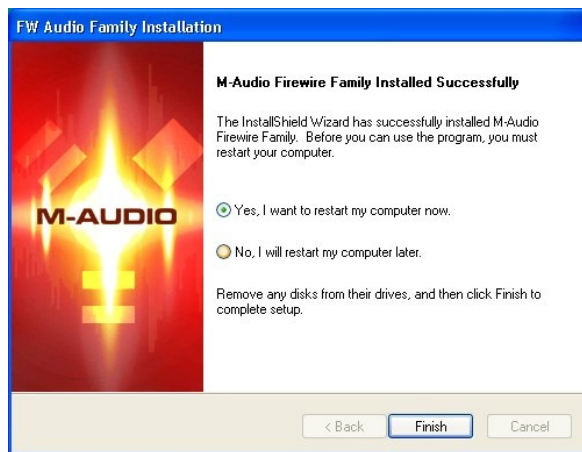 FW Audio Family Installation
M-Audio Firewire Family Installed Successfully
The InstallShield Wizard has successfully installed M-Audio
Firewire Family. Before you can use the program, you must
restart your computer.
M-AUDIO
Yes, I want to restart my computer now.
No, I will restart my computer later.
Remove any disks from their drives, and then click Finish to
complete setup.
< Back
Finish
Cancel